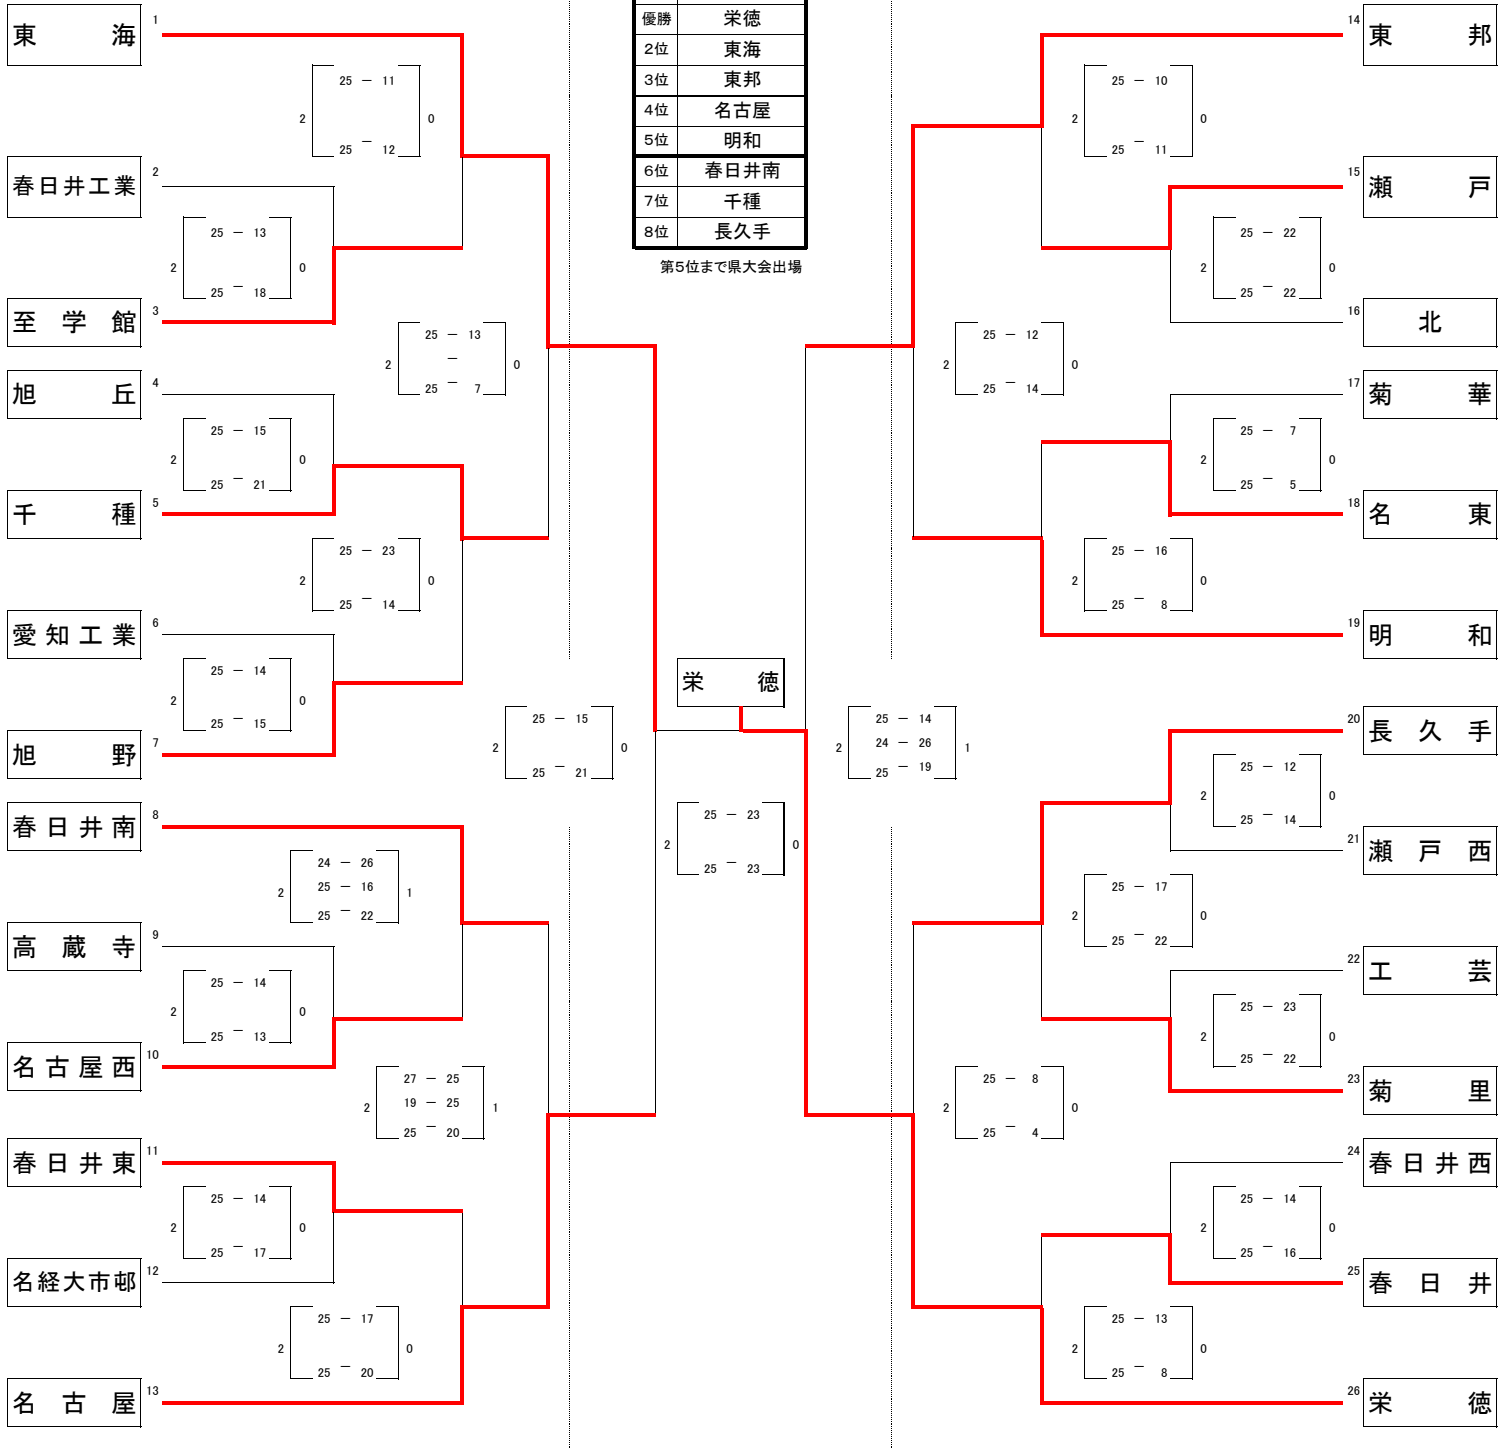 優勝 栄徳
2位 東海
3位 東邦
4位 名古屋
5位 明和
6位 春日井南
7位 千種
8位 長久手
第5位まで県大会出場
東海 1
25 － 11
2 0
25 － 12
春日井工業 2
25 － 13
2 0
25 － 18
至学館 3
25 － 13
－
2 0
25 － 7
旭丘 4
25 － 15
2 0
25 － 21
千種 5
25 － 23
2 0
25 － 14
愛知工業 6
25 － 14
2 0
25 － 15
旭野 7
25 － 15
2 0
25 － 21
春日井南 8
24 － 26
2 25 － 16 1
25 － 22
高蔵寺 9
25 － 14
2 0
25 － 13
名古屋西 10
27 － 25
2 19 － 25 1
25 － 20
春日井東 11
25 － 14
2 0
25 － 17
名経大市邨 12
25 － 17
2 0
25 － 20
名古屋 13
栄徳
25 － 23
2 0
25 － 23
14 東邦
25 － 10
2 0
25 － 11
15 瀬戸
25 － 22
2 0
25 － 22
16 北
25 － 12
2 0
25 － 14
17 菊華
25 － 7
2 0
25 － 5
18 名東
25 － 16
2 0
25 － 8
19 明和
25 － 14
2 24 － 26 1
25 － 19
20 長久手
25 － 12
2 0
25 － 14
21 瀬戸西
25 － 17
2 0
25 － 22
22 工芸
25 － 23
2 0
25 － 22
23 菊里
25 － 8
2 0
25 － 4
24 春日井西
25 － 14
2 0
25 － 16
25 春日井
25 － 13
2 0
25 － 8
26 栄徳